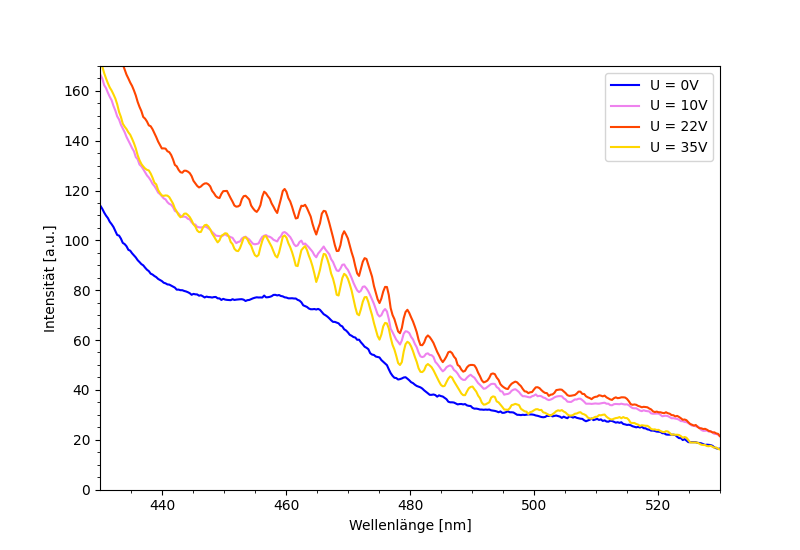 U = 0V
U = 10V
U = 22V
U = 35V
160
140
120
100
80
60
40
20
0
Intensität [a.u.]
440 460 480 500 520
Wellenlänge [nm]